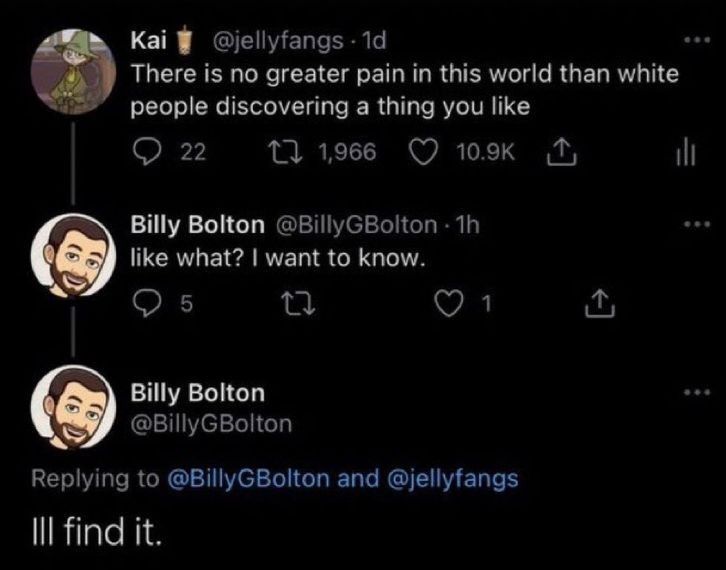 Kai 🧋 @jellyfangs · 1d
There is no greater pain in this world than white
people discovering a thing you like
22 1,966 10.9K
Billy Bolton @BillyGBolton · 1h
like what? I want to know.
5 1
Billy Bolton
@BillyGBolton
Replying to @BillyGBolton and @jellyfangs
Ill find it.